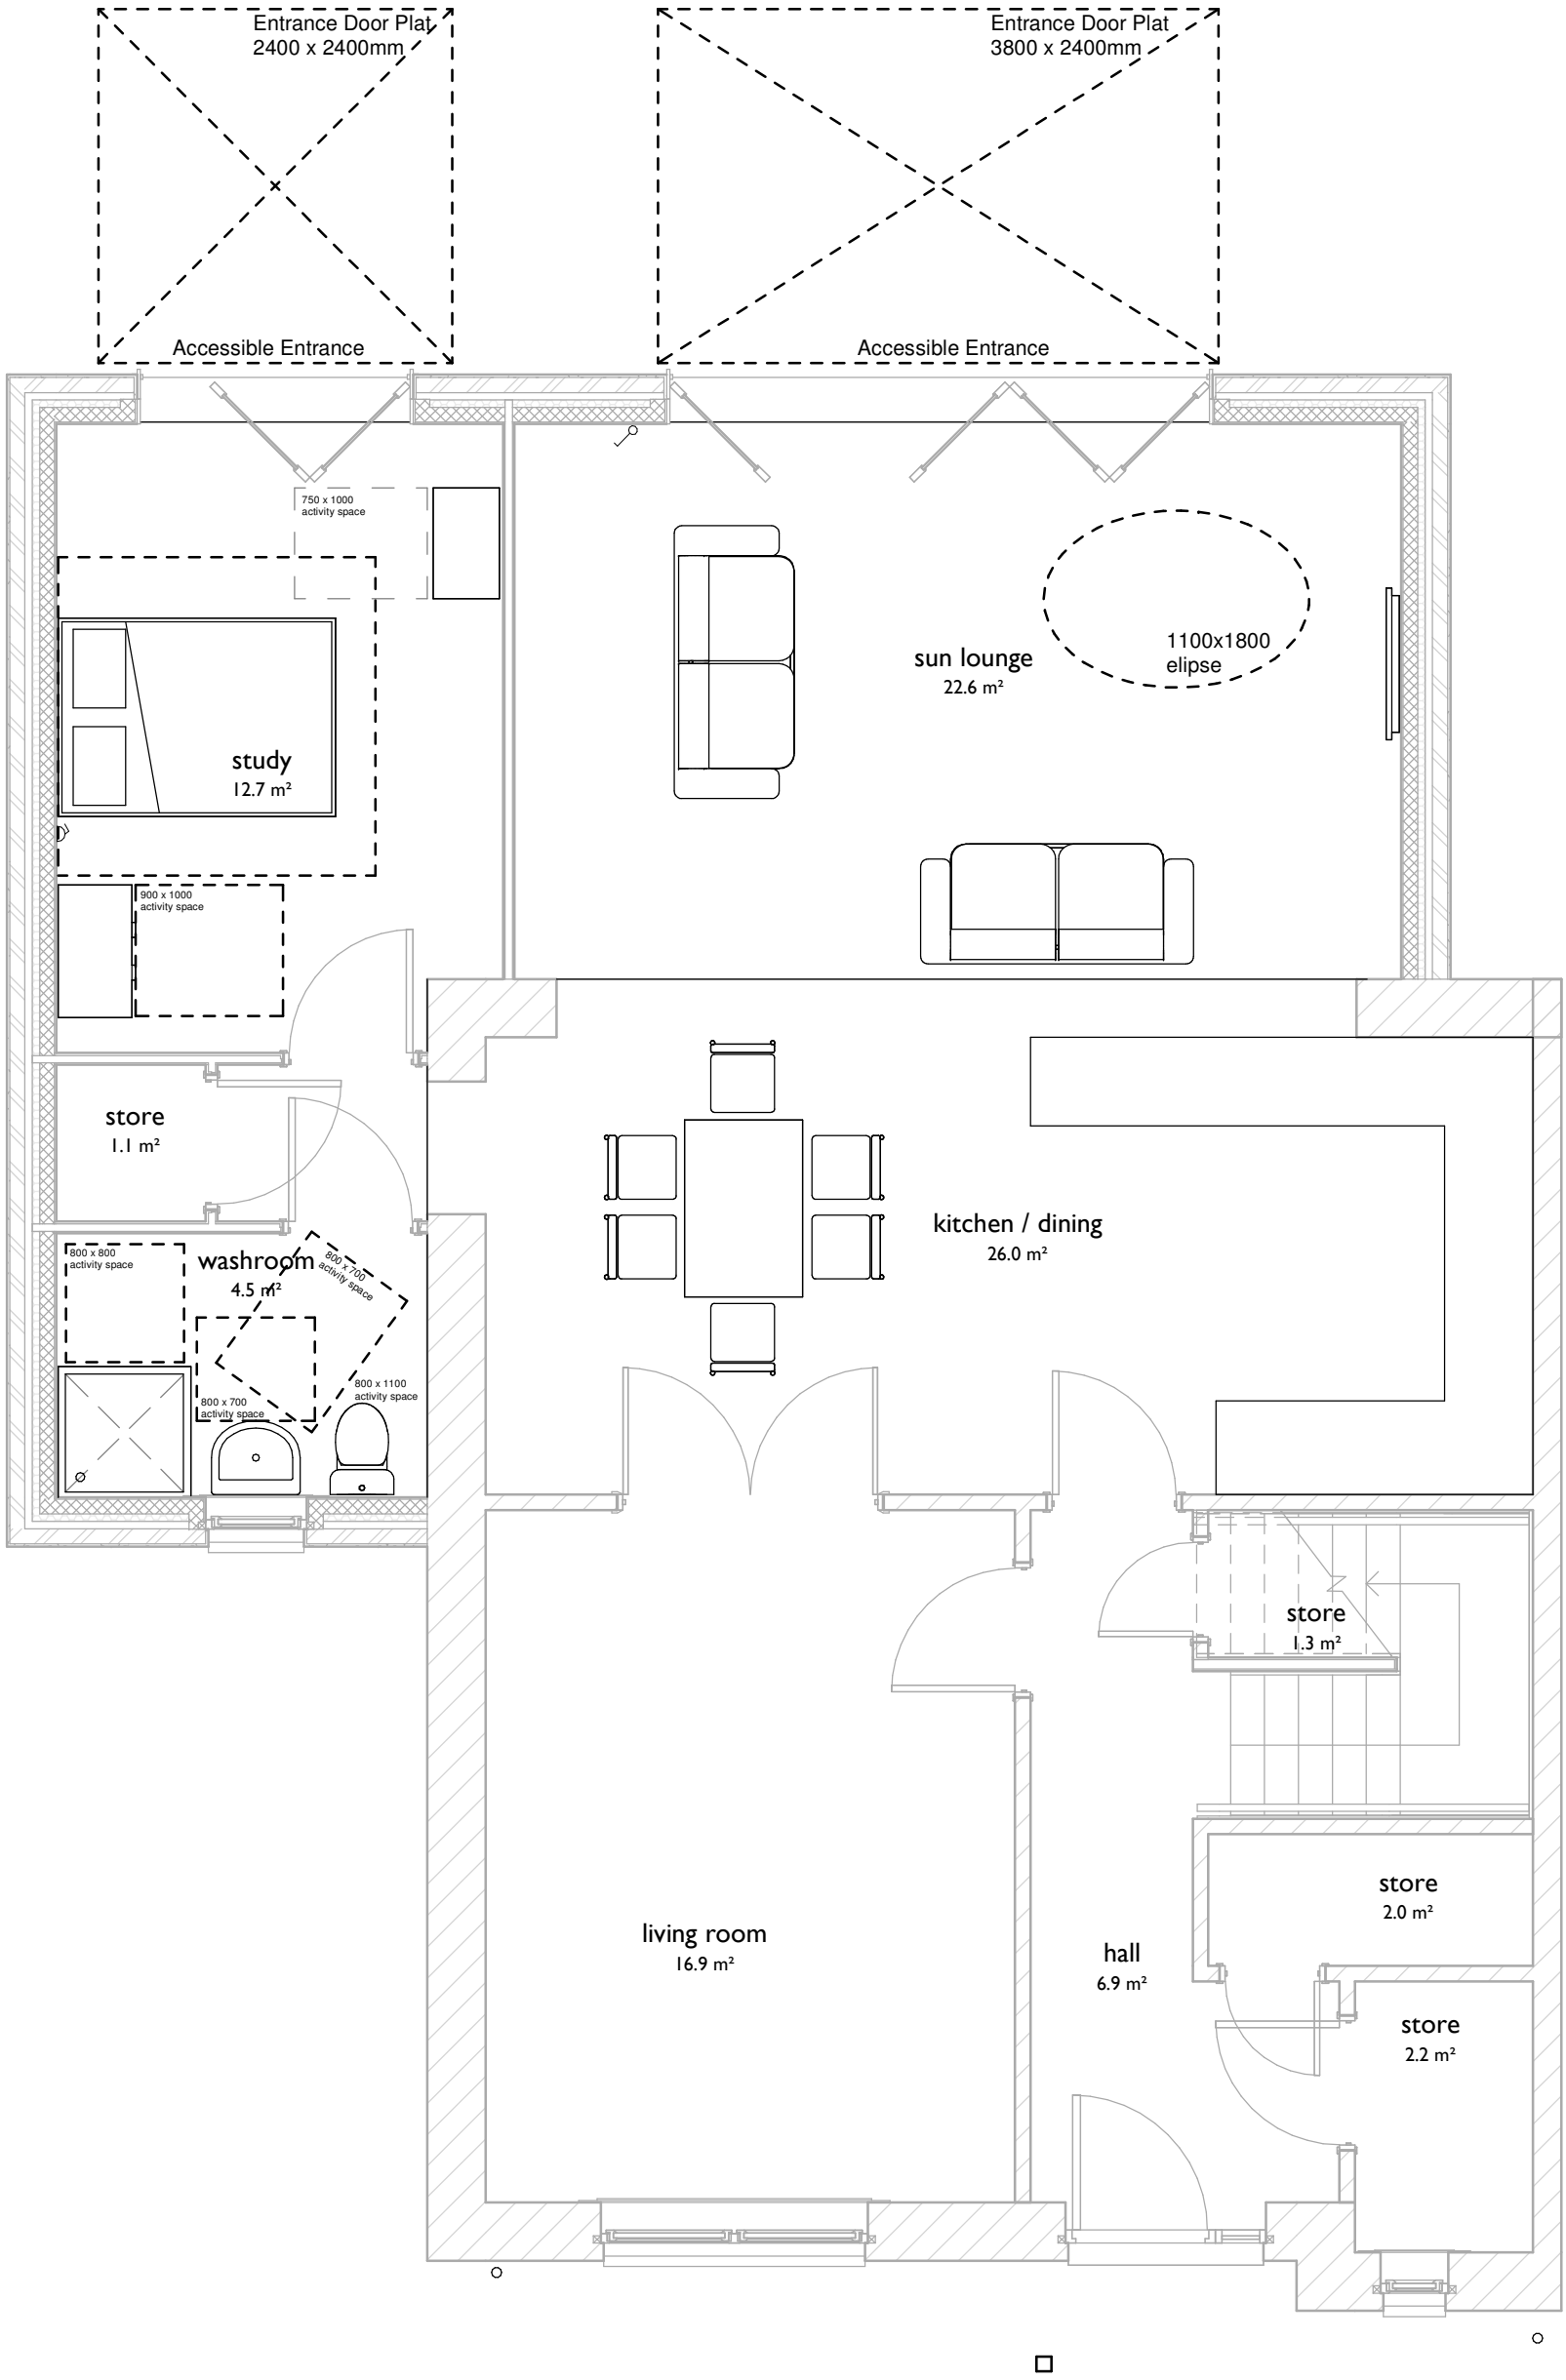 Entrance Door Plat
2400 x 2400mm
Entrance Door Plat
3800 x 2400mm
Accessible Entrance
Accessible Entrance
750 x 1000
activity space
1100x1800
elipse
sun lounge
22.6 m²
study
12.7 m²
900 x 1000
activity space
store
1.1 m²
kitchen / dining
26.0 m²
800 x 800
activity space
washroom
4.5 m²
800 x 700
activity space
800 x 1100
activity space
800 x 700
activity space
store
1.3 m²
store
2.0 m²
living room
16.9 m²
hall
6.9 m²
store
2.2 m²